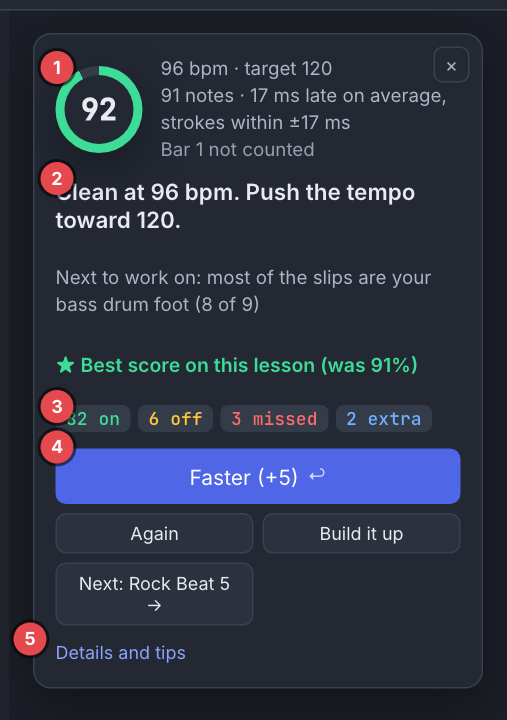 1
92
96 bpm · target 120
91 notes · 17 ms late on average,
strokes within ±17 ms
Bar 1 not counted
×
2
Clean at 96 bpm. Push the tempo
toward 120.
Next to work on: most of the slips are your
bass drum foot (8 of 9)
★ Best score on this lesson (was 91%)
3
82 on
6 off
3 missed
2 extra
4
Faster (+5) ↩
Again
Build it up
Next: Rock Beat 5
→
5
Details and tips